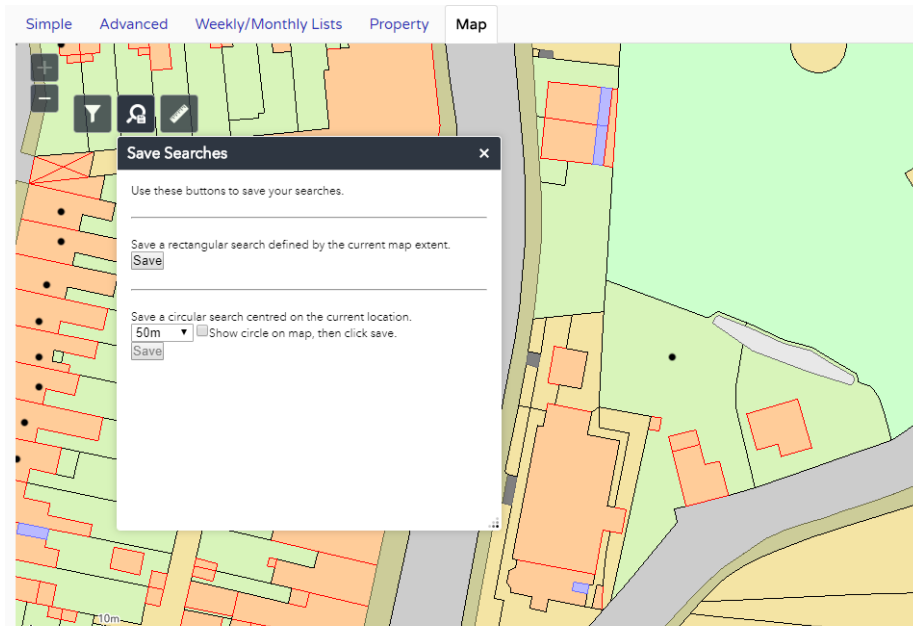 Simple Advanced Weekly/Monthly Lists Property Map
+
−
Save Searches ×
Use these buttons to save your searches.
Save a rectangular search defined by the current map extent.
Save
Save a circular search centred on the current location.
50m Show circle on map, then click save.
Save
10m